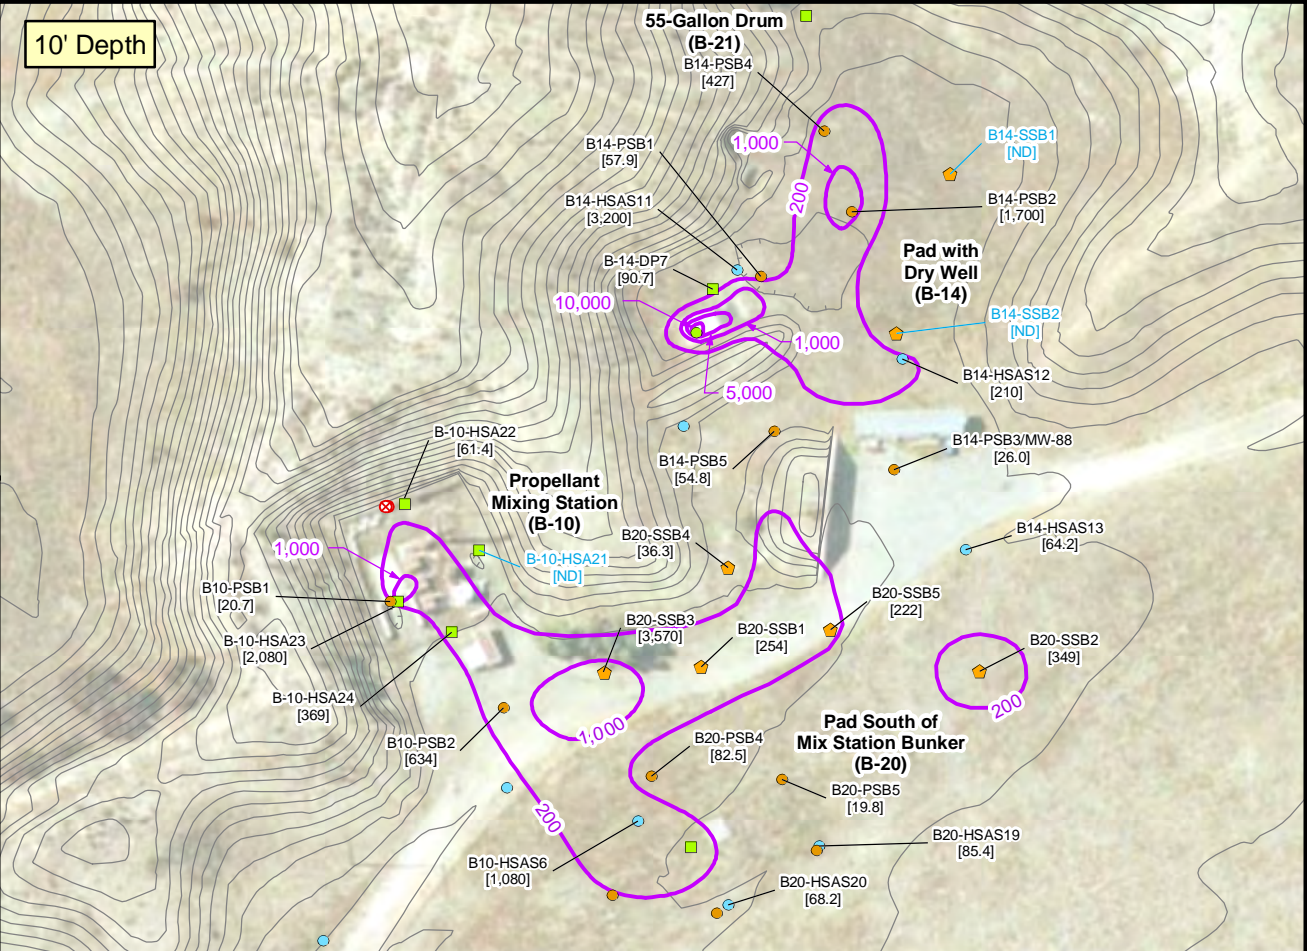 10' Depth
55-Gallon Drum
(B-21)
B14-PSB4
[427]
1,000
B14-SSB1
[ND]
B14-PSB1
[57.9]
200
B14-HSAS11
[3,200]
B14-PSB2
[1,700]
Pad with
Dry Well
(B-14)
B-14-DP7
[90.7]
10,000
B14-SSB2
[ND]
1,000
5,000
B14-HSAS12
[210]
B-10-HSA22
[61.4]
B14-PSB3/MW-88
[26.0]
B14-PSB5
[54.8]
Propellant
Mixing Station
(B-10)
B20-SSB4
[36.3]
B14-HSAS13
[64.2]
1,000
B-10-HSA21
[ND]
B10-PSB1
[20.7]
B20-SSB5
[222]
B20-SSB3
[3,570]
B20-SSB1
[254]
B-10-HSA23
[2,080]
B20-SSB2
[349]
B-10-HSA24
[369]
200
1,000
Pad South of
Mix Station Bunker
(B-20)
B10-PSB2
[634]
B20-PSB4
[82.5]
B20-PSB5
[19.8]
200
B20-HSAS19
[85.4]
B10-HSAS6
[1,080]
B20-HSAS20
[68.2]